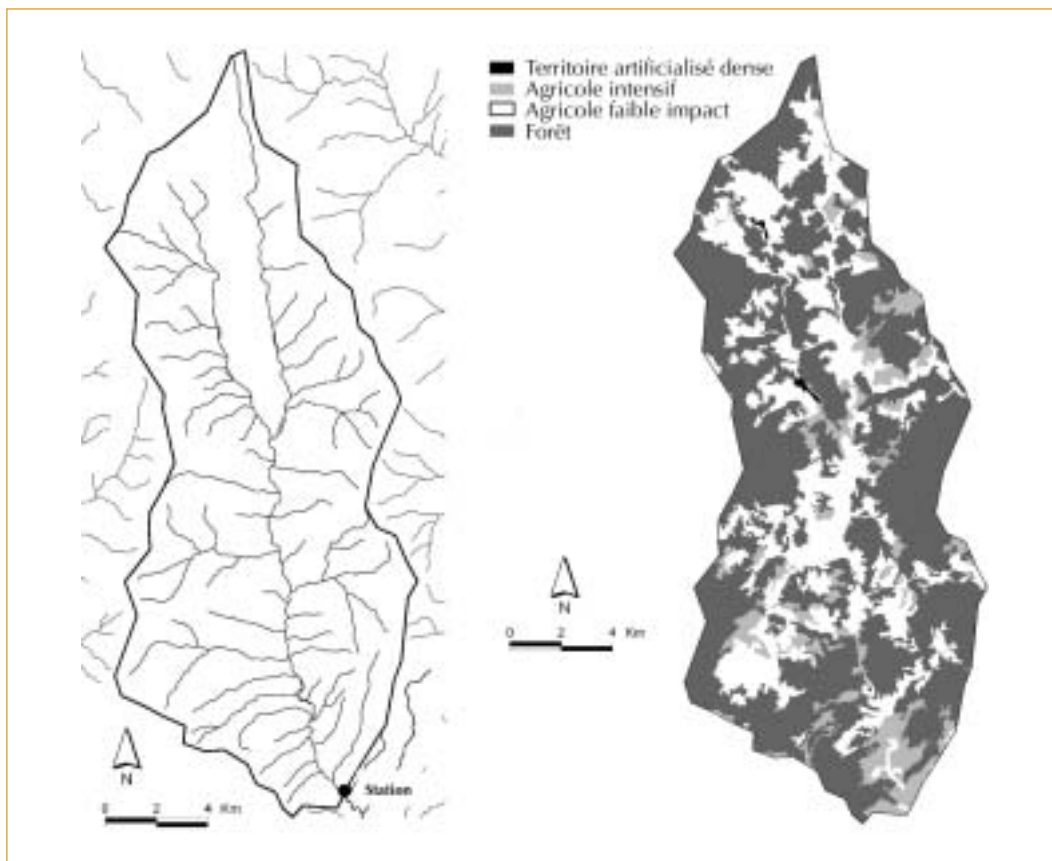 Territoire artificialisé dense
Agricole intensif
Agricole faible impact
Forêt
N
0 2 4 Km
Station
N
0 2 4 Km